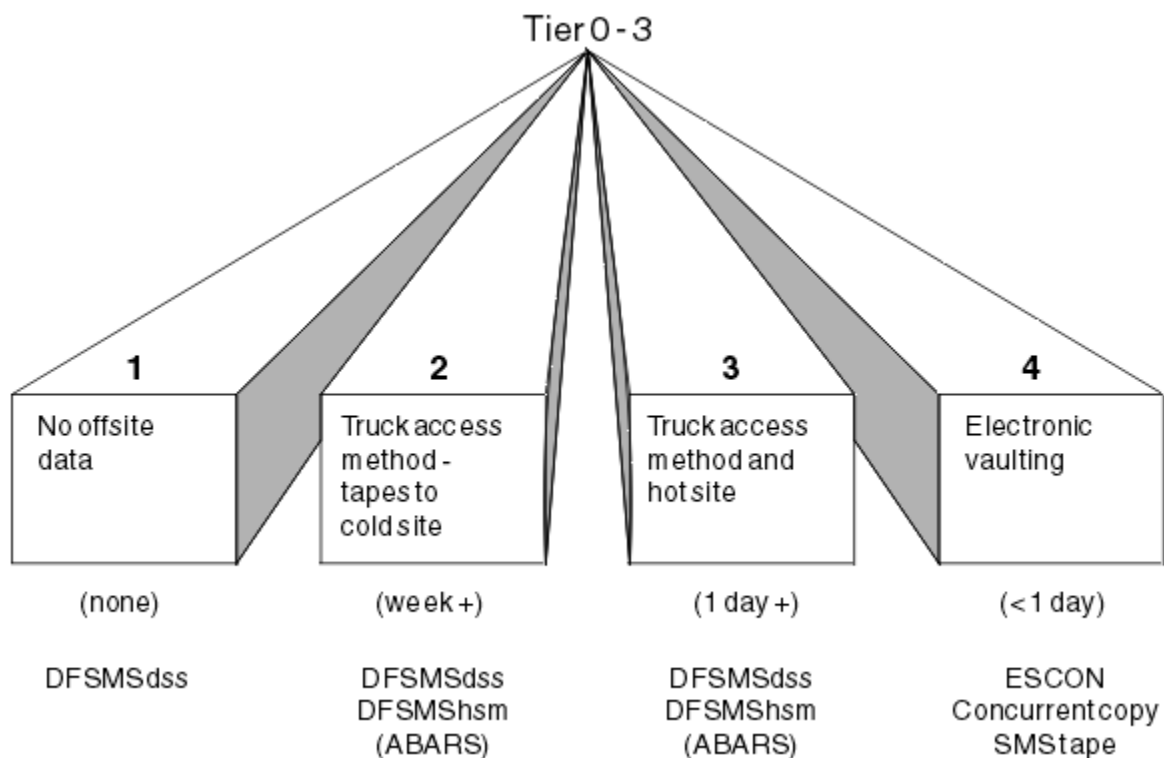 Tier 0 - 3
1
2
3
4
No offsite
data
Truck access
method -
tapes to
cold site
Truck access
method and
hot site
Electronic
vaulting
(none)
(week +)
(1 day +)
(< 1 day)
DFSMSdss
DFSMSdss
DFSMShsm
(ABARS)
DFSMSdss
DFSMShsm
(ABARS)
ESCON
Concurrent copy
SMS tape